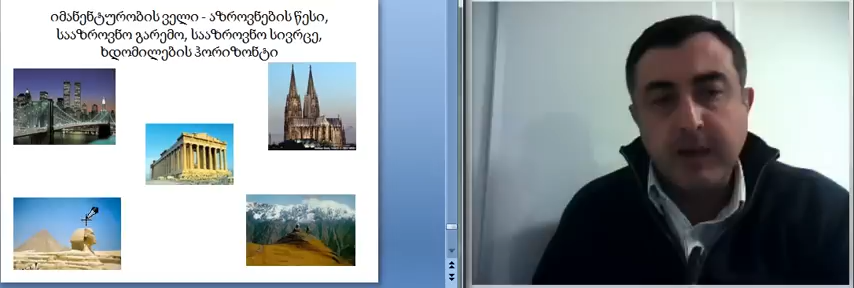 იმანენტურობის ველი - აზროვნების წესი,
სააზროვნო გარემო, სააზროვნო სივრცე,
ხდომილების ჰორიზონტი